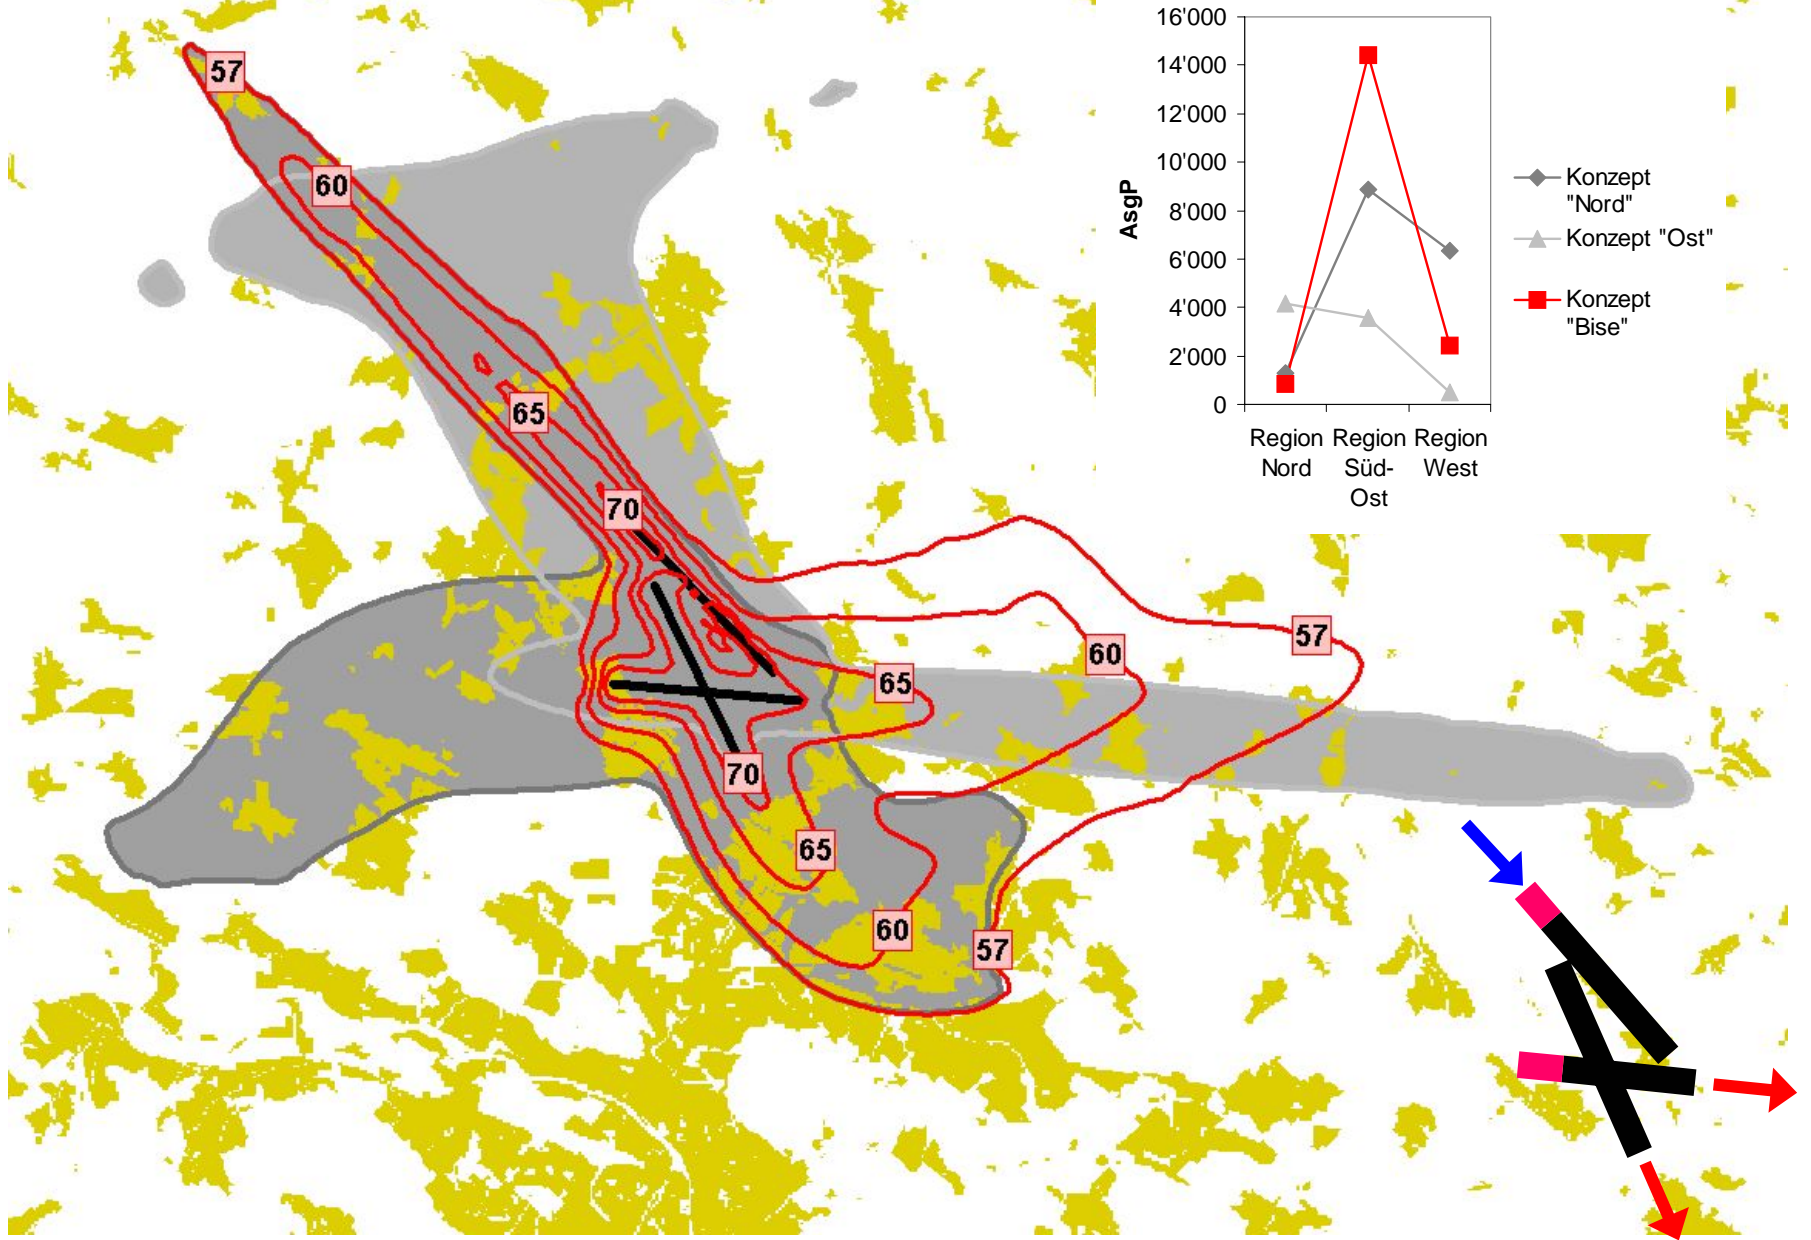 57
60
65
70
65
60
57
70
65
60
57
16'000
14'000
12'000
10'000
8'000
6'000
4'000
2'000
0
AsgP
Region Region Region
Nord Süd- West
Ost
Konzept
"Nord"
Konzept "Ost"
Konzept
"Bise"